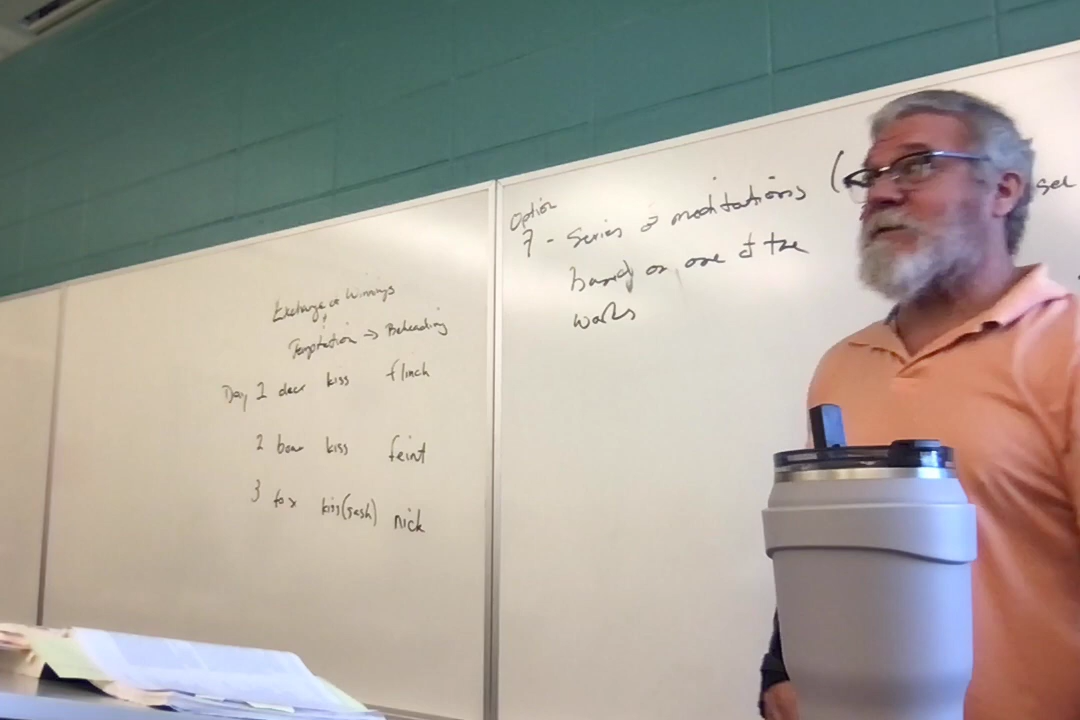 Exchange of Winnings
Temptation → Beheading
Day 1 deer kiss flinch
2 boar kiss feint
3 fox kiss(sash) nick
Option
7 - Series of meditations (
based on one of the
works